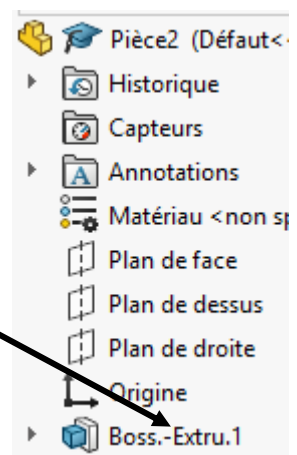 Pièce2 (Défaut<
Historique
Capteurs
Annotations
Matériau <non sp
Plan de face
Plan de dessus
Plan de droite
Origine
Boss.-Extru.1